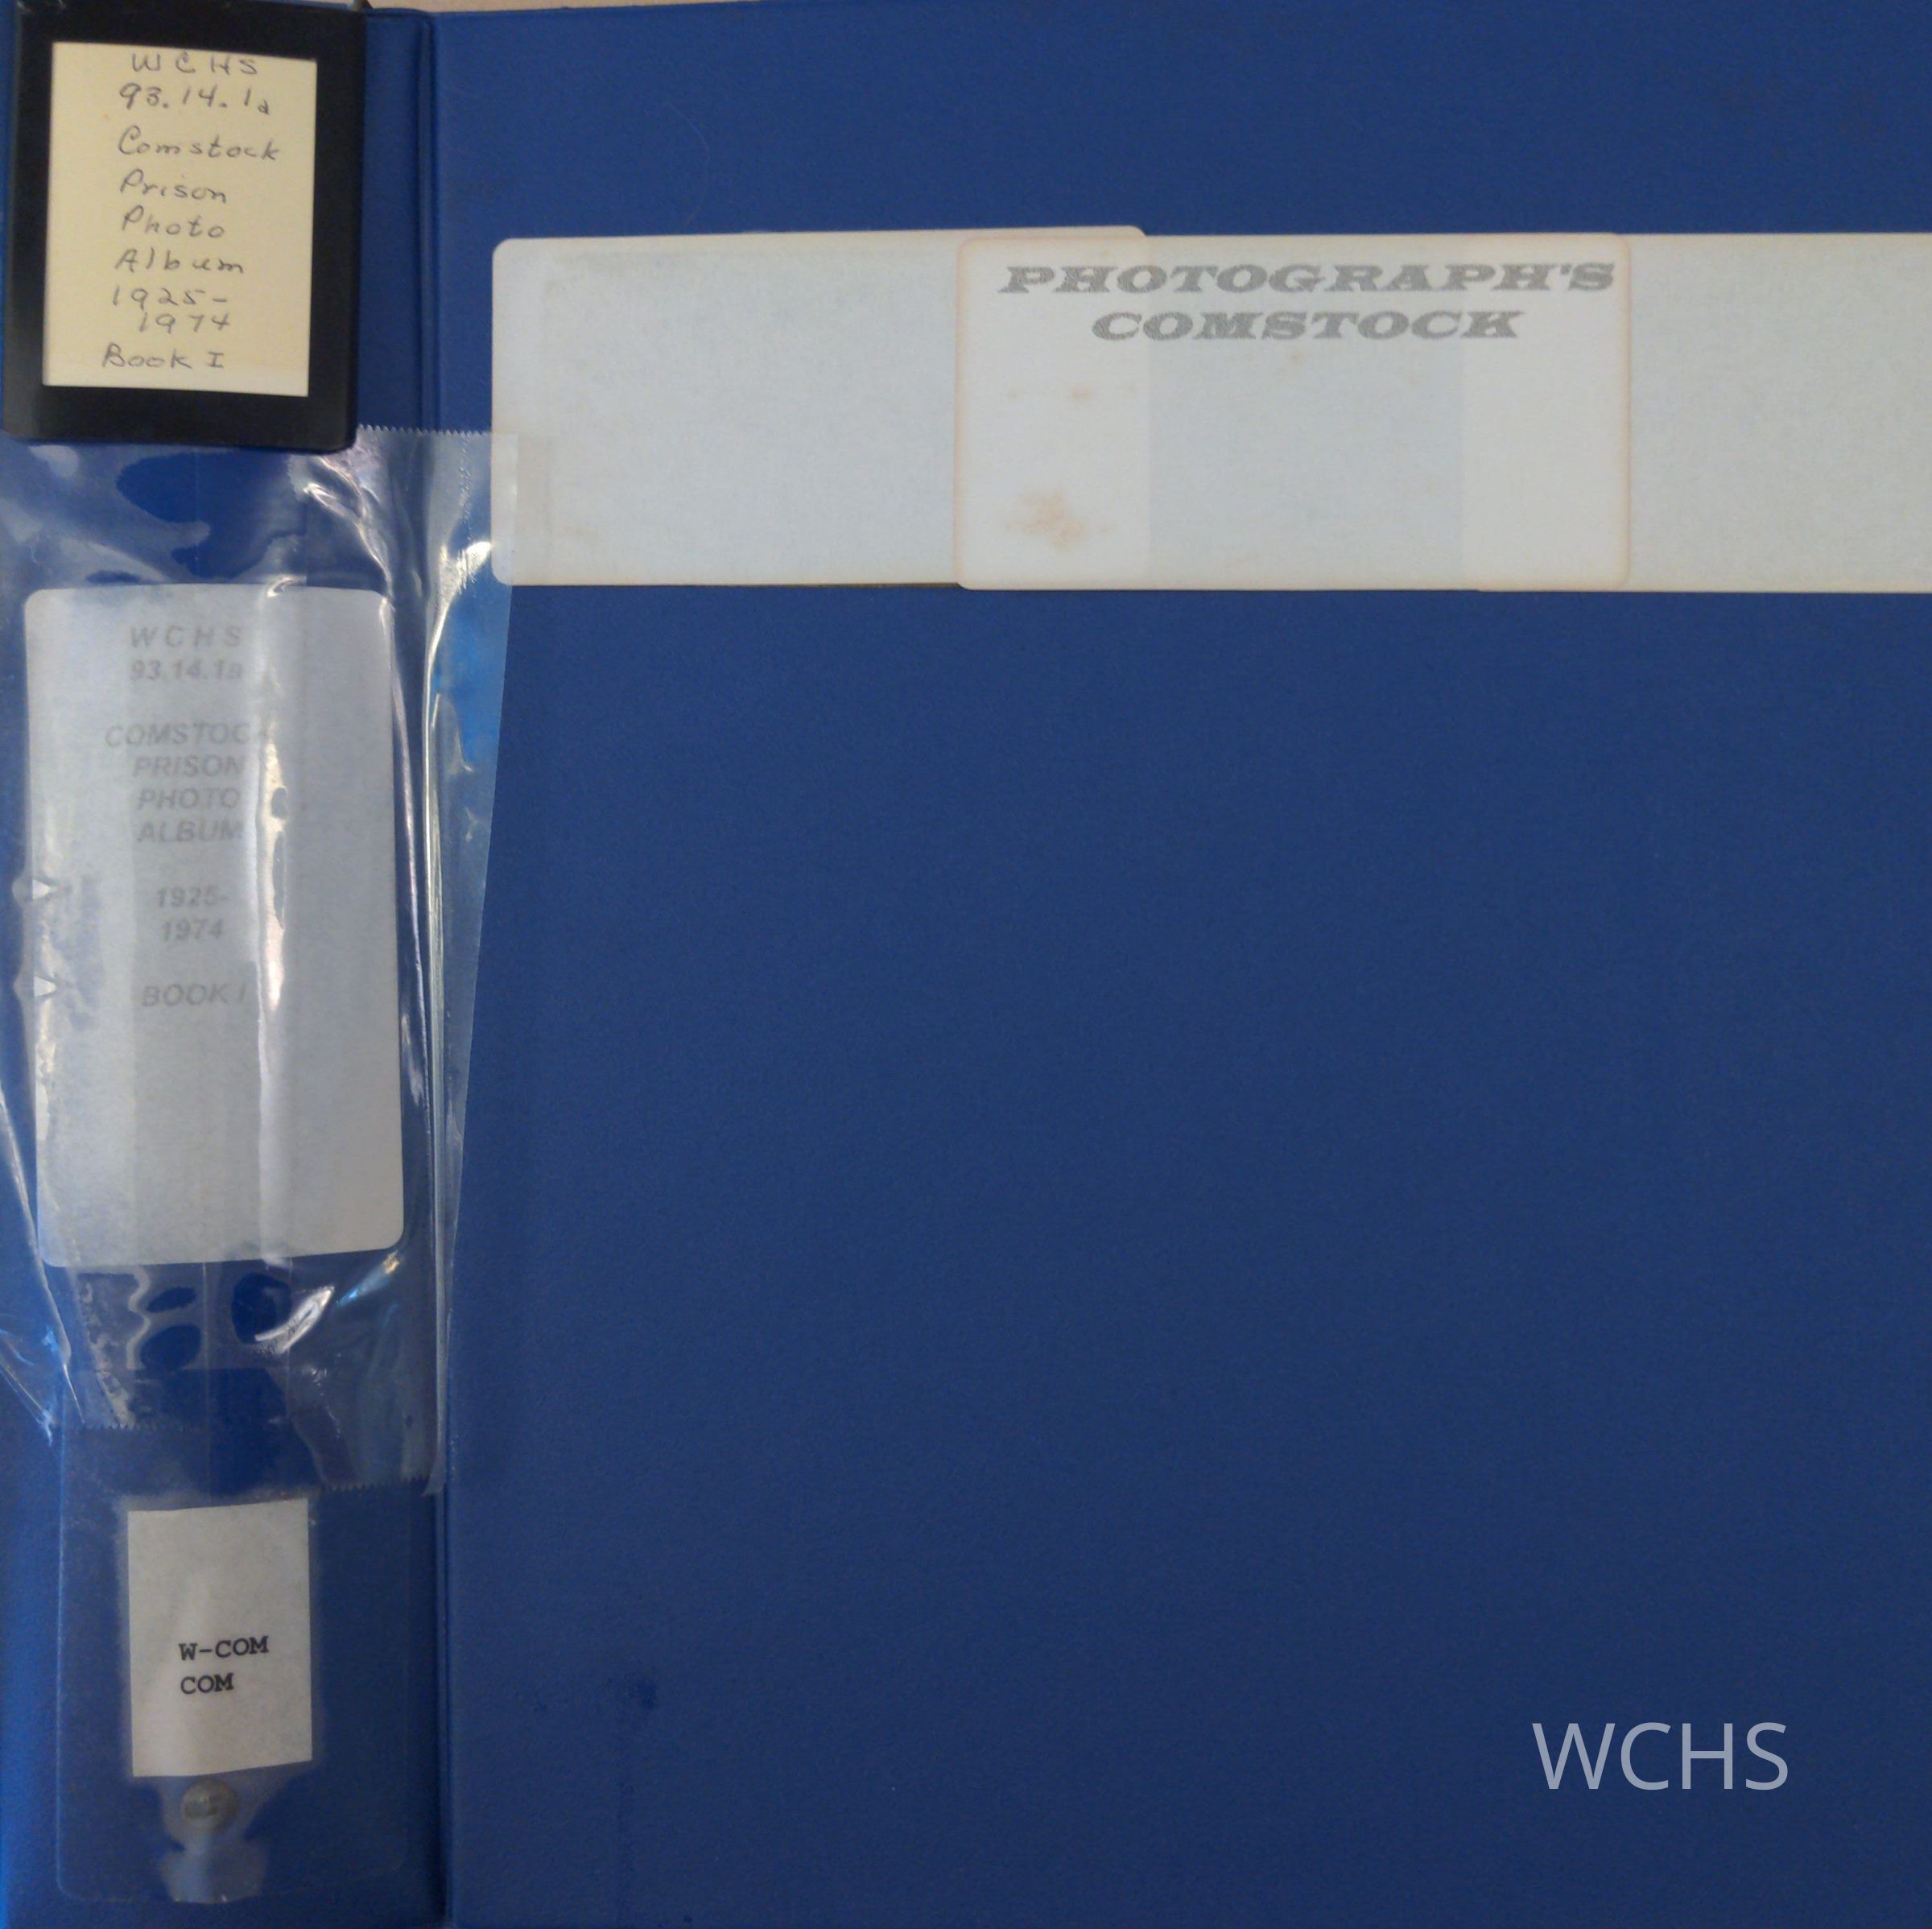 WCHS
93.14.1a
Comstock
Prison
Photo
Album
1925-
1974
Book I
PHOTOGRAPH'S
COMSTOCK
WCHS
93.14.1a
COMSTOCK
PRISON
PHOTO
ALBUM
1925-
1974
BOOK I
W-COM
COM
WCHS